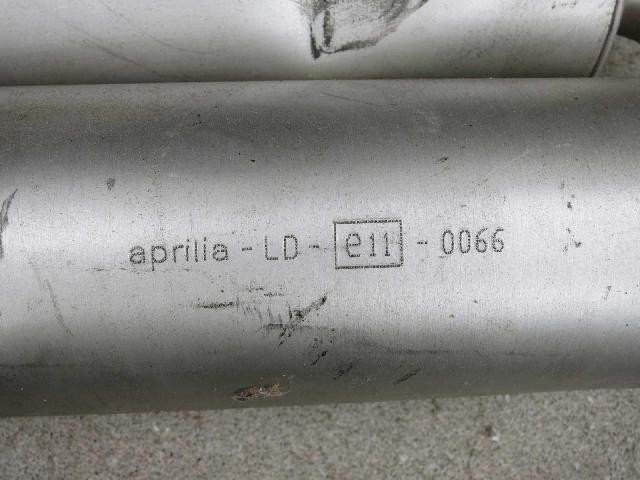 aprilia - LD - e11 - 0066